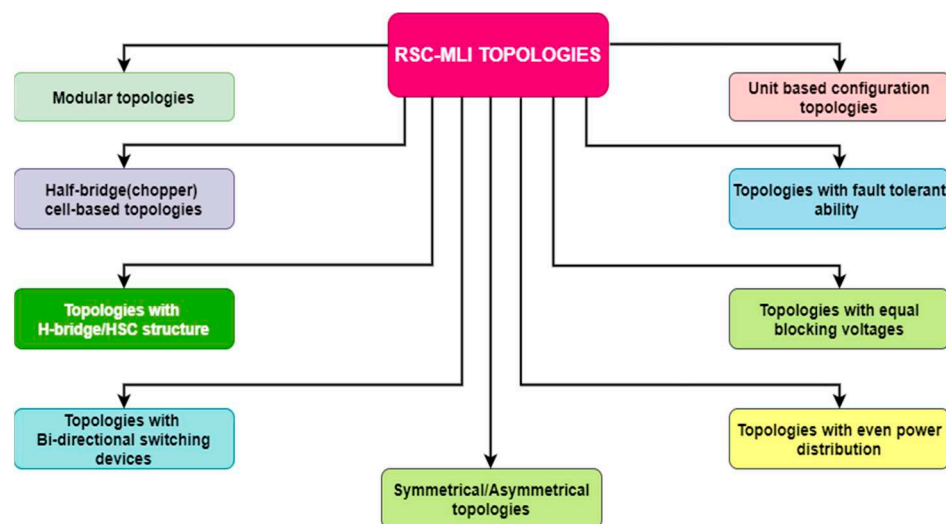 RSC-MLI TOPOLOGIES
Modular topologies
Unit based configuration
topologies
Half-bridge(chopper)
cell-based topologies
Topologies with fault tolerant
ability
Topologies with
H-bridge/HSC structure
Topologies with equal
blocking voltages
Topologies with
Bi-directional switching
devices
Topologies with even power
distribution
Symmetrical/Asymmetrical
topologies